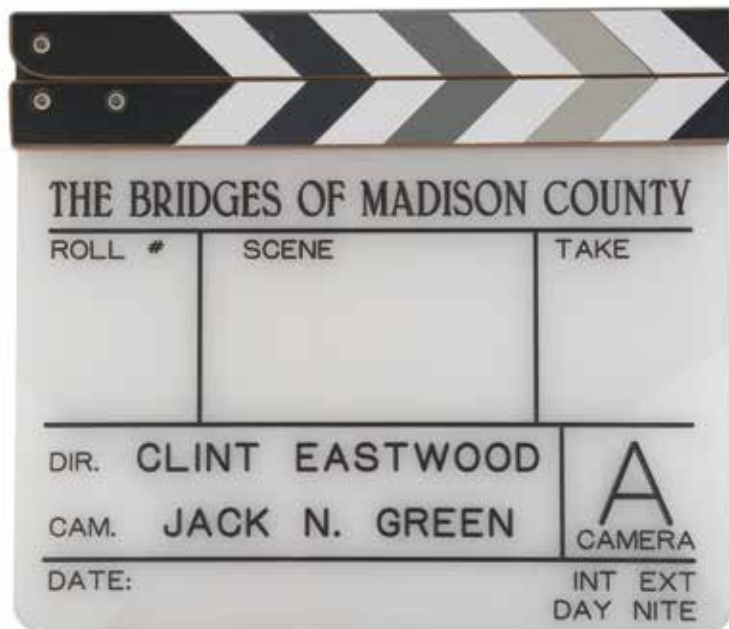 THE BRIDGES OF MADISON COUNTY
ROLL # SCENE TAKE
DIR. CLINT EASTWOOD
CAM. JACK N. GREEN
A
CAMERA
DATE: INT EXT
DAY NITE